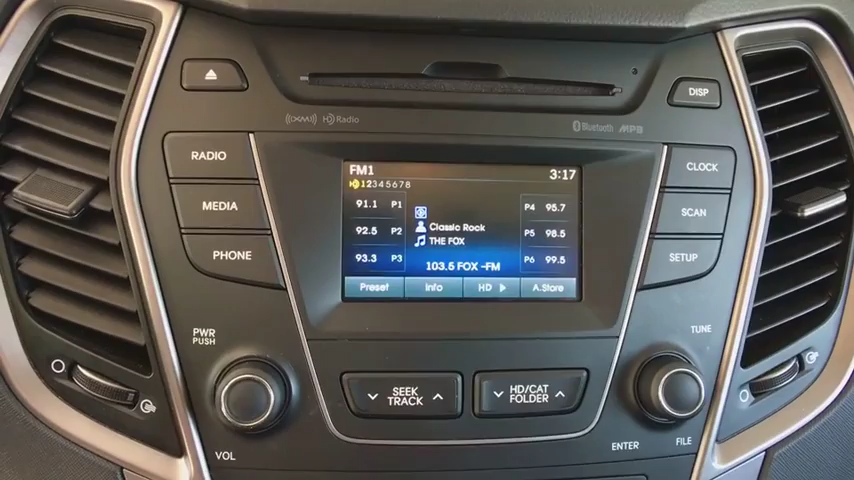 DISP
((XM)) HD Radio
Bluetooth MP3
RADIO
MEDIA
PHONE
FM1 3:17
12345678
91.1 P1
92.5 P2
93.3 P3
Classic Rock
THE FOX
103.5 FOX -FM
P4 95.7
P5 98.5
P6 99.5
Preset Info HD A.Store
CLOCK
SCAN
SETUP
PWR
PUSH
VOL
SEEK
TRACK
HD/CAT
FOLDER
TUNE
ENTER FILE